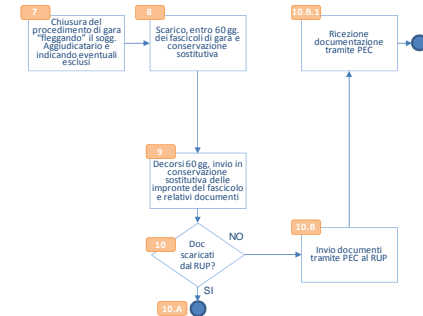 7
Chiusura del
procedimento di gara
"fleggando" il sogg.
Aggiudicatario e
indicando eventuali
esclusi
8
Scarico, entro 60 gg.
dei fascicoli di gara e
conservazione
sostitutiva
10.B.1
Ricezione
documentazione
tramite PEC
9
Decorsi 60 gg, invio in
conservazione
sostitutiva delle
impronte del fascicolo
e relativi documenti
10
Doc
scaricati
dal RUP?
NO
SI
10.B
Invio documenti
tramite PEC al RUP
10.A